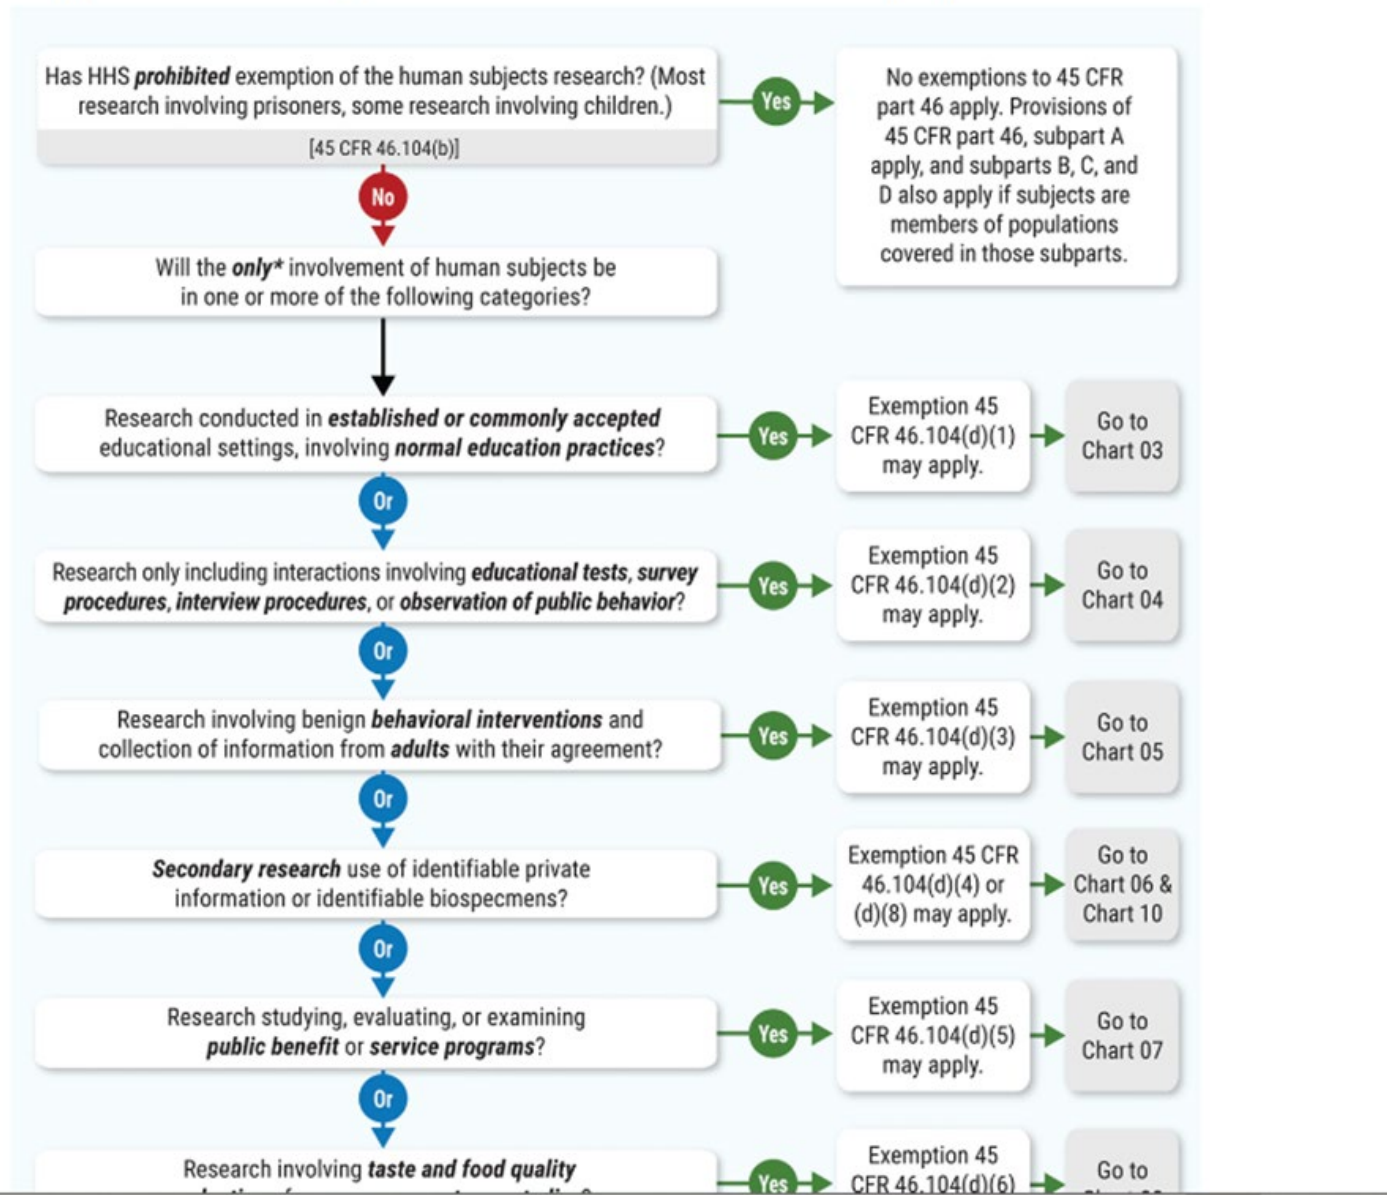 Has HHS prohibited exemption of the human subjects research? (Most
research involving prisoners, some research involving children.)
[45 CFR 46.104(b)]
Yes
No exemptions to 45 CFR
part 46 apply. Provisions of
45 CFR part 46, subpart A
apply, and subparts B, C, and
D also apply if subjects are
members of populations
covered in those subparts.
No
Will the only* involvement of human subjects be
in one or more of the following categories?
Research conducted in established or commonly accepted
educational settings, involving normal education practices?
Yes
Exemption 45
CFR 46.104(d)(1)
may apply.
Go to
Chart 03
Or
Research only including interactions involving educational tests, survey
procedures, interview procedures, or observation of public behavior?
Yes
Exemption 45
CFR 46.104(d)(2)
may apply.
Go to
Chart 04
Or
Research involving benign behavioral interventions and
collection of information from adults with their agreement?
Yes
Exemption 45
CFR 46.104(d)(3)
may apply.
Go to
Chart 05
Or
Secondary research use of identifiable private
information or identifiable biospecmens?
Yes
Exemption 45 CFR
46.104(d)(4) or
(d)(8) may apply.
Go to
Chart 06 &
Chart 10
Or
Research studying, evaluating, or examining
public benefit or service programs?
Yes
Exemption 45
CFR 46.104(d)(5)
may apply.
Go to
Chart 07
Or
Research involving taste and food quality
Yes
Exemption 45
CFR 46.104(d)(6)
Go to